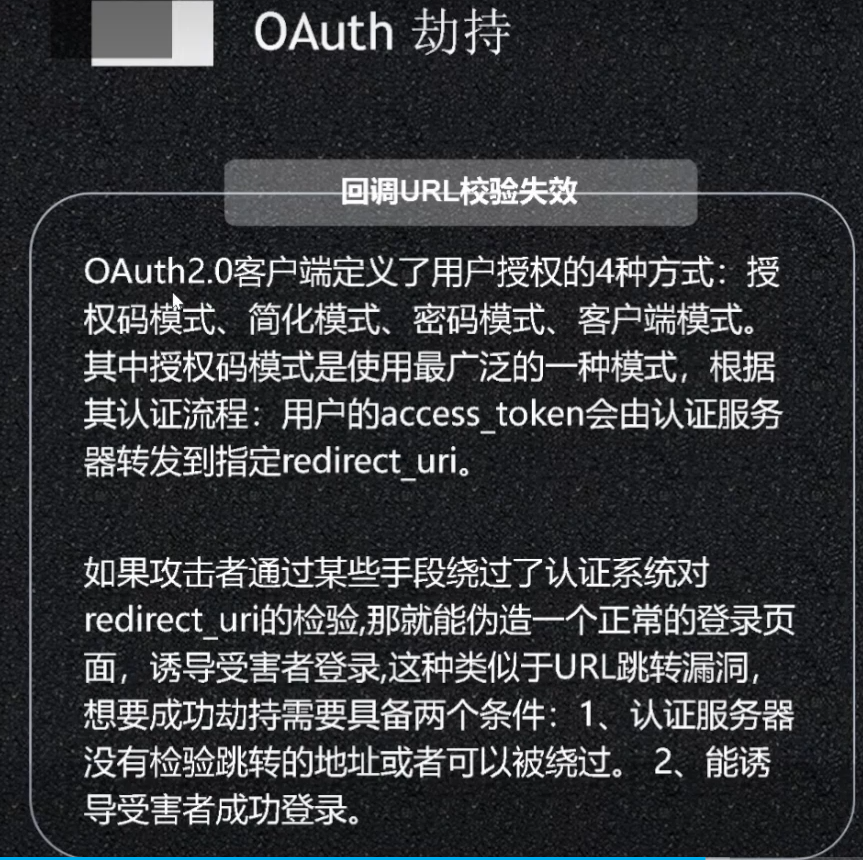 OAuth 劫持
回调URL校验失效
OAuth2.0客户端定义了用户授权的4种方式：授
权码模式、简化模式、密码模式、客户端模式。
其中授权码模式是使用最广泛的一种模式，根据
其认证流程：用户的access_token会由认证服务
器转发到指定redirect_uri。
如果攻击者通过某些手段绕过了认证系统对
redirect_uri的检验,那就能伪造一个正常的登录页
面，诱导受害者登录,这种类似于URL跳转漏洞，
想要成功劫持需要具备两个条件：1、认证服务器
没有检验跳转的地址或者可以被绕过。 2、能诱
导受害者成功登录。